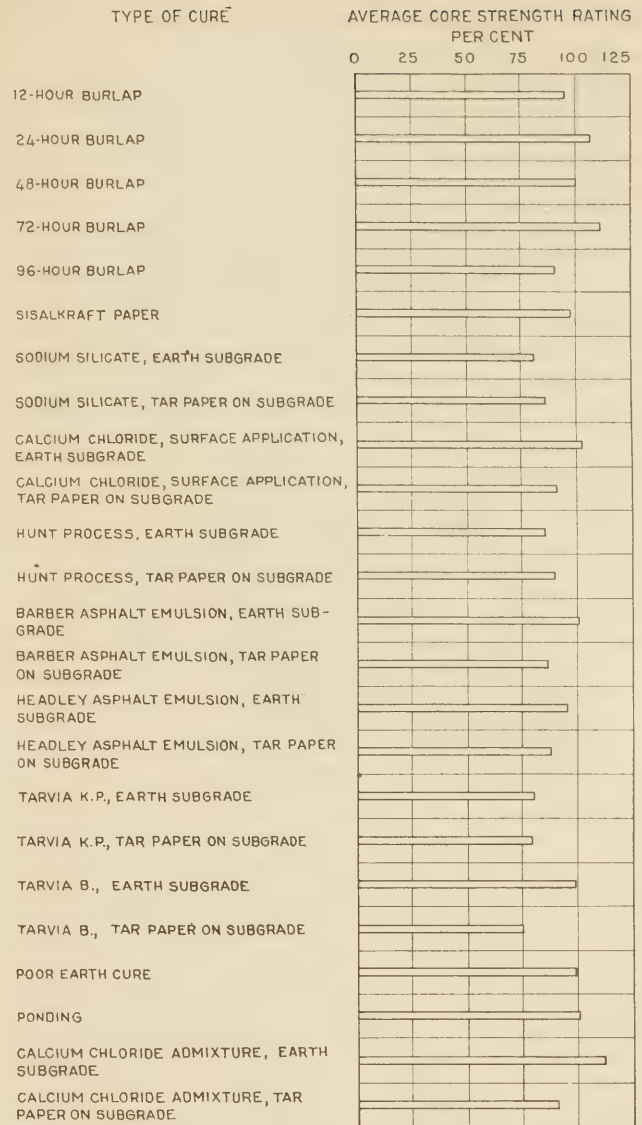 TYPE OF CURE
AVERAGE CORE STRENGTH RATING
PER CENT
0 25 50 75 100 125
12-HOUR BURLAP
24-HOUR BURLAP
48-HOUR BURLAP
72-HOUR BURLAP
96-HOUR BURLAP
SISALKRAFT PAPER
SODIUM SILICATE, EARTH SUBGRADE
SODIUM SILICATE, TAR PAPER ON SUBGRADE
CALCIUM CHLORIDE, SURFACE APPLICATION,
EARTH SUBGRADE
CALCIUM CHLORIDE, SURFACE APPLICATION,
TAR PAPER ON SUBGRADE
HUNT PROCESS, EARTH SUBGRADE
HUNT PROCESS, TAR PAPER ON SUBGRADE
BARBER ASPHALT EMULSION, EARTH SUB-
GRADE
BARBER ASPHALT EMULSION, TAR PAPER
ON SUBGRADE
HEADLEY ASPHALT EMULSION, EARTH
SUBGRADE
HEADLEY ASPHALT EMULSION, TAR PAPER
ON SUBGRADE
TARVIA K.P., EARTH SUBGRADE
TARVIA K.P., TAR PAPER ON SUBGRADE
TARVIA B., EARTH SUBGRADE
TARVIA B., TAR PAPER ON SUBGRADE
POOR EARTH CURE
PONDING
CALCIUM CHLORIDE ADMIXTURE, EARTH
SUBGRADE
CALCIUM CHLORIDE ADMIXTURE, TAR
PAPER ON SUBGRADE